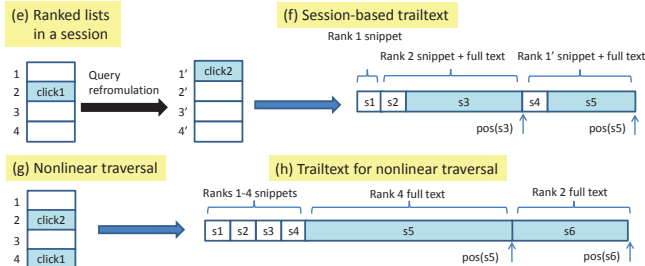 (e) Ranked lists
in a session
(f) Session-based trailtext
Rank 1 snippet
Rank 2 snippet + full text
Rank 1' snippet + full text
1
2
3
4
click1
Query
refromulation
1'
2'
3'
4'
click2
s1 s2 s3 s4 s5
pos(s3) pos(s5)
(g) Nonlinear traversal
(h) Trailtext for nonlinear traversal
Ranks 1-4 snippets
Rank 4 full text
Rank 2 full text
1
2
3
4
click2
click1
s1 s2 s3 s4 s5 s6
pos(s5) pos(s6)